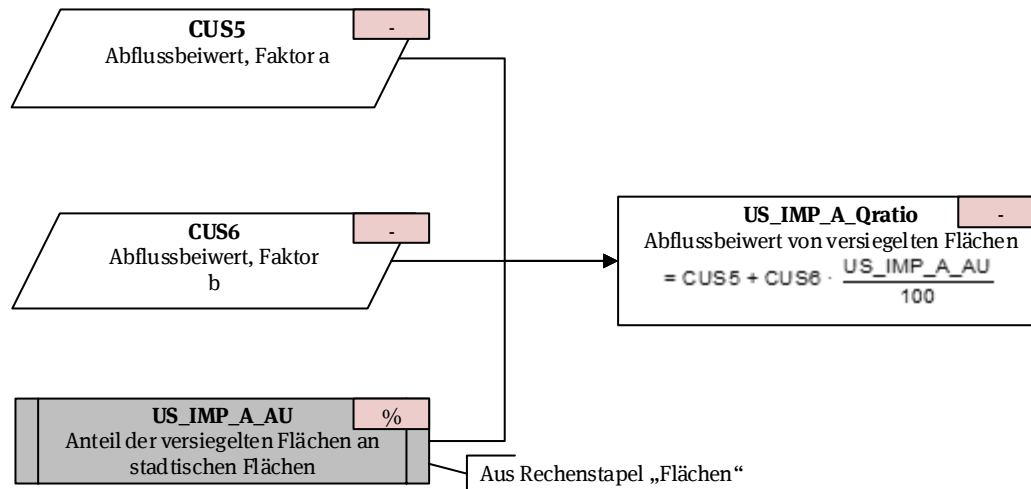 CUS5
-
Abflussbeiwert, Faktor a
CUS6
-
Abflussbeiwert, Faktor
b
US_IMP_A_Qratio
-
Abflussbeiwert von versiegelten Flächen
= CUS5 + CUS6 · US_IMP_A_AU
100
US_IMP_A_AU
%
Anteil der versiegelten Flächen an
stadtischen Flächen
Aus Rechenstapel „Flächen“